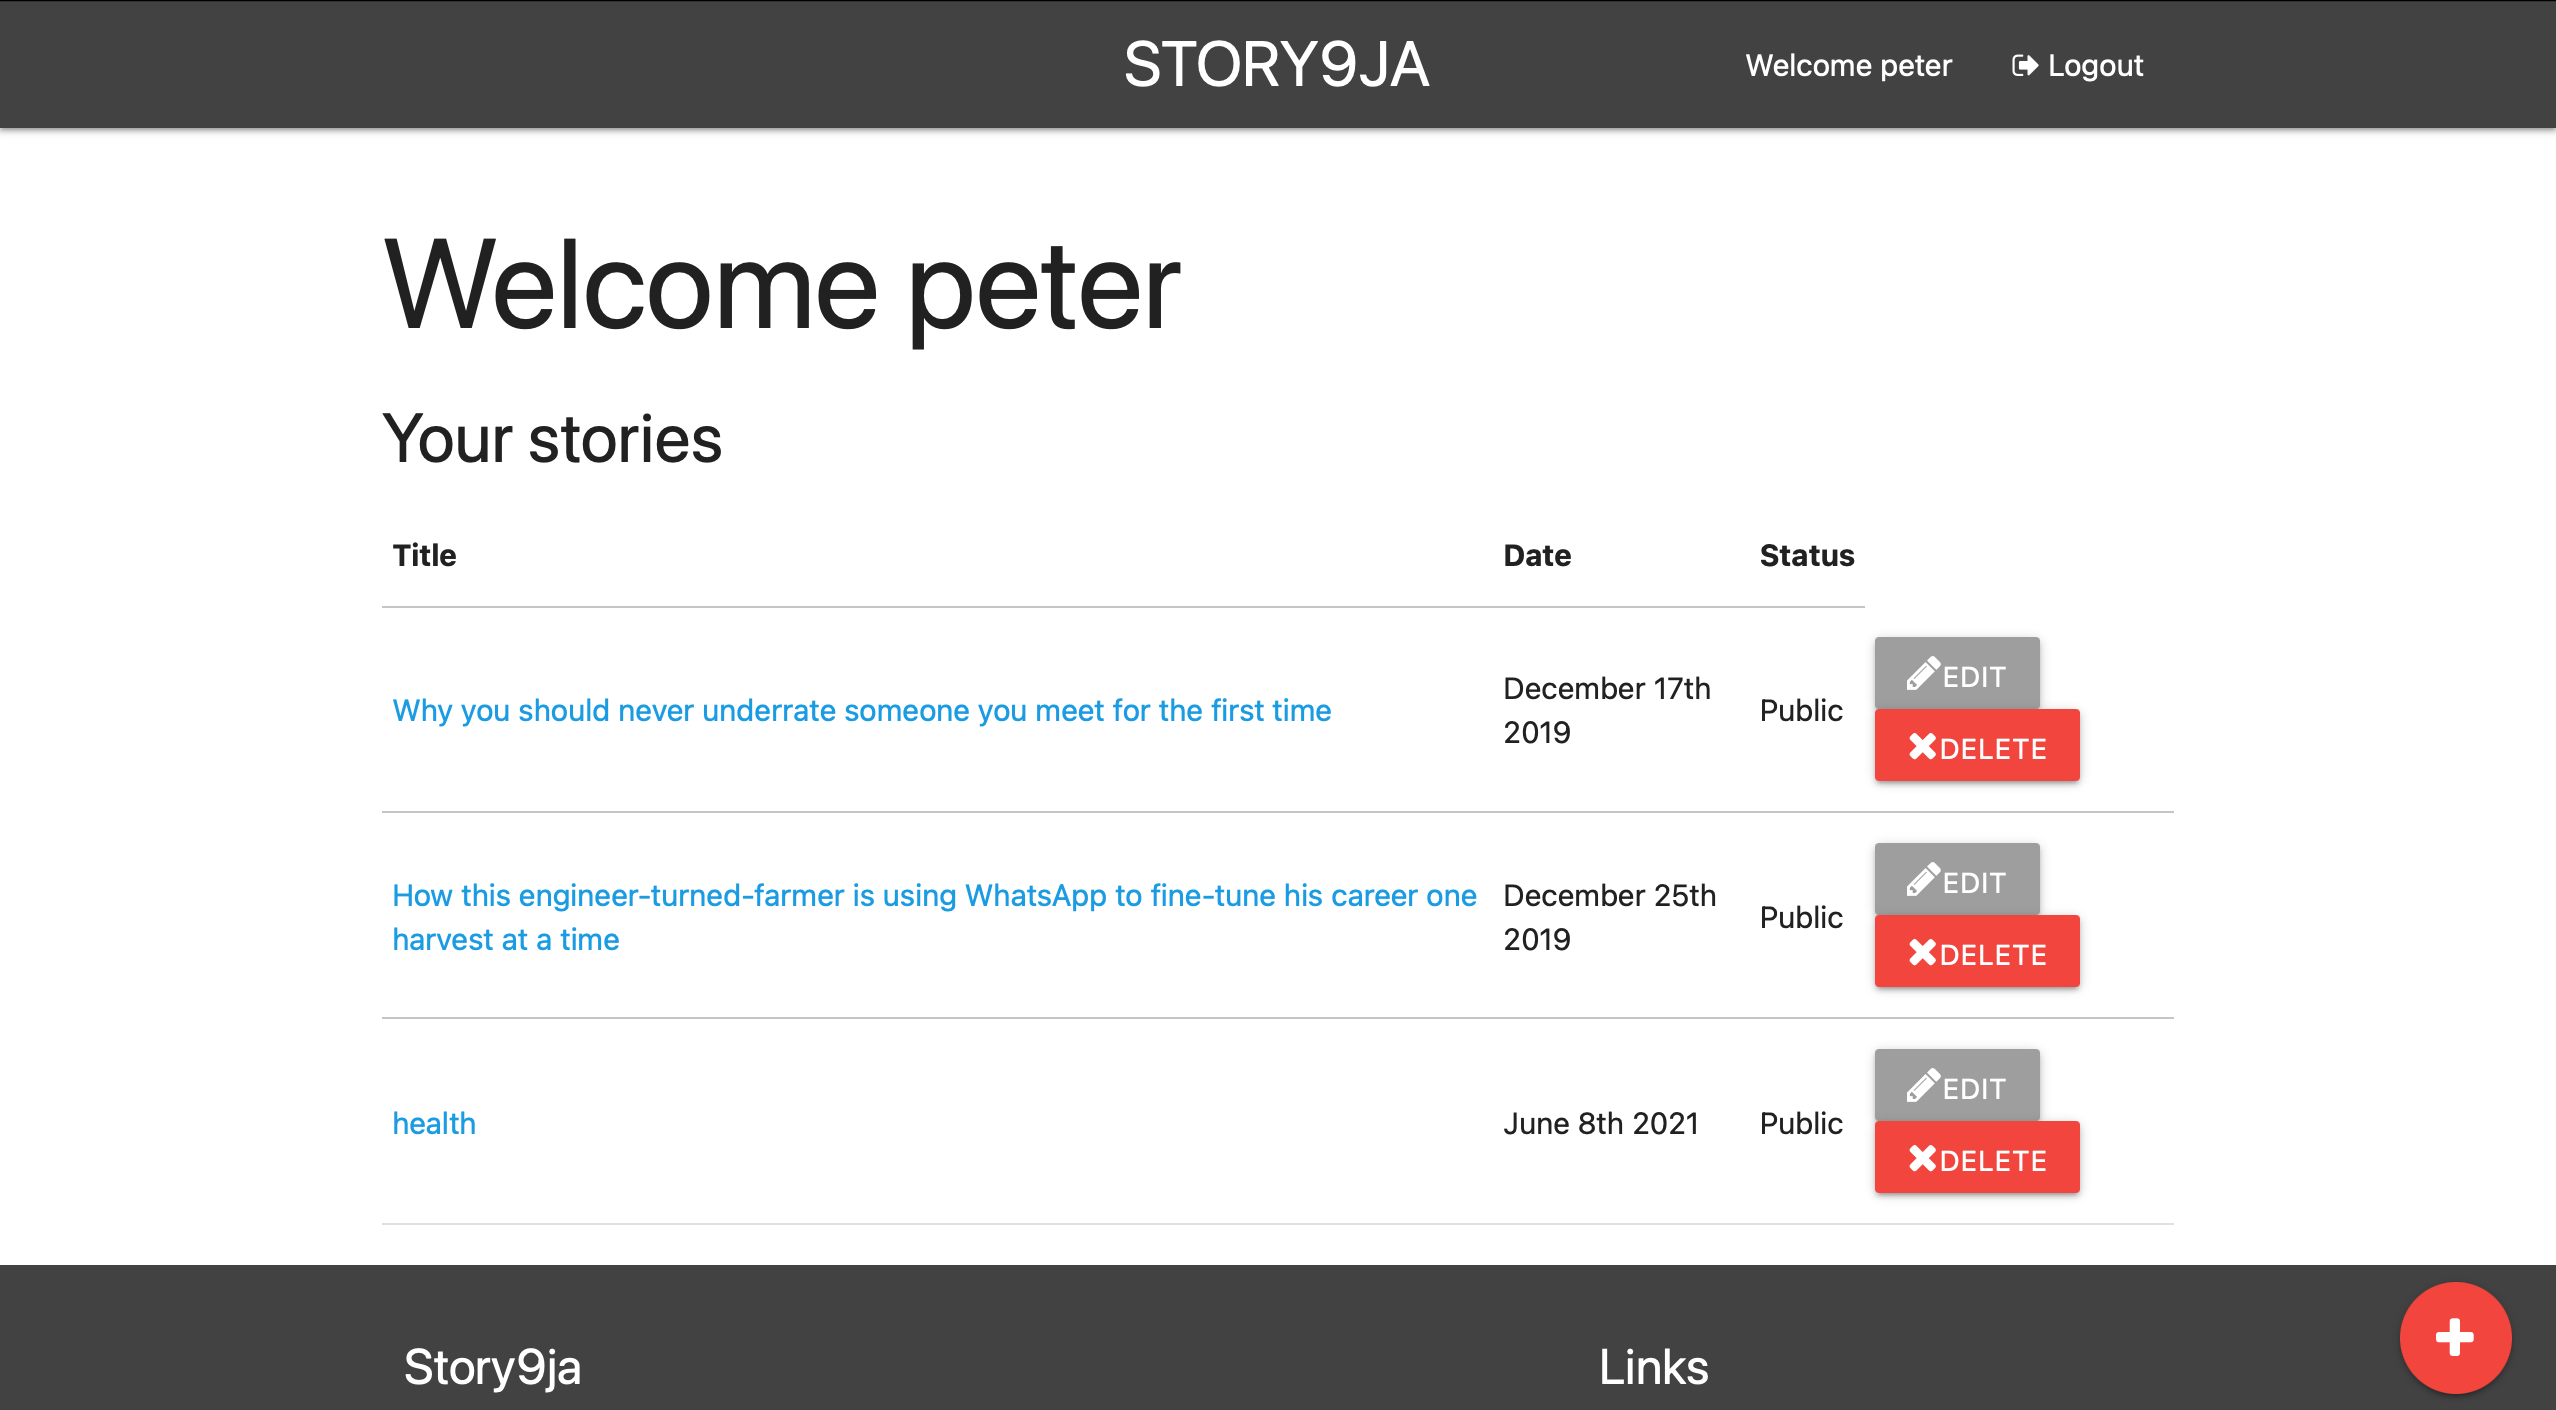 STORY9JA
Welcome peter
Logout
Welcome peter
Your stories
Title Date Status
Why you should never underrate someone you meet for the first time
December 17th
2019
Public
EDIT
DELETE
How this engineer-turned-farmer is using WhatsApp to fine-tune his career one
harvest at a time
December 25th
2019
Public
EDIT
DELETE
health
June 8th 2021
Public
EDIT
DELETE
Story9ja
Links